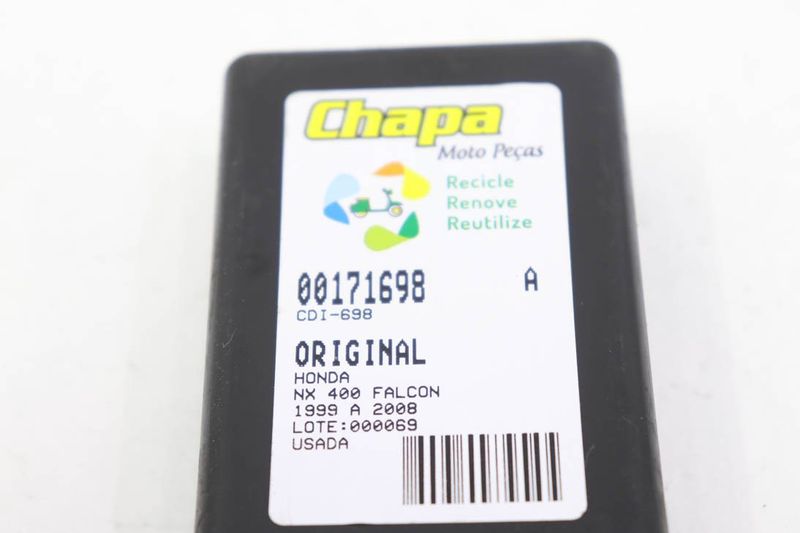 Chapa
Moto Peças
Recicle
Renove
Reutilize
00171698 A
CDI-698
ORIGINAL
HONDA
NX 400 FALCON
1999 A 2008
LOTE:000069
USADA